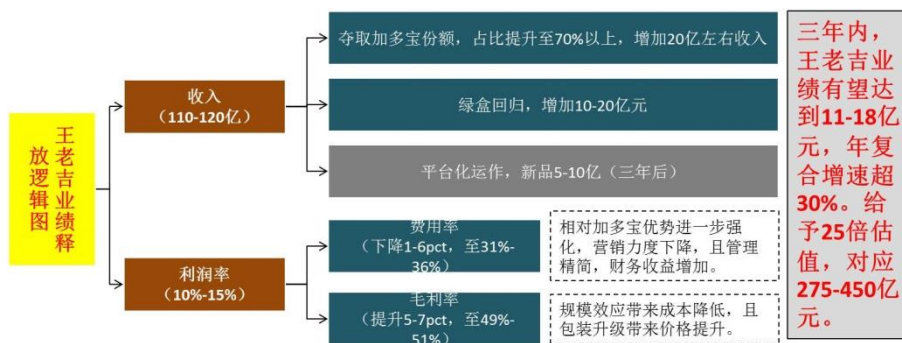 王老吉业
绩释
放逻辑图
收入
（110-120亿）
利润率
（10%-15%）
夺取加多宝份额，占比提升至70%以上，增加20亿左右收入
绿盒回归，增加10-20亿元
平台化运作，新品5-10亿（三年后）
费用率
（下降1-6pct，至31%-
36%）
毛利率
（提升5-7pct，至49%-
51%）
相对加多宝优势进一步强
化，营销力度下降，且管理
精简，财务收益增加。
规模效应带来成本降低，且
包装升级带来价格提升。
三年内，
王老吉业
绩有望达
到11-18亿
元，年复
合增速超
30%。给
予25倍估
值，对应
275-450亿
元。